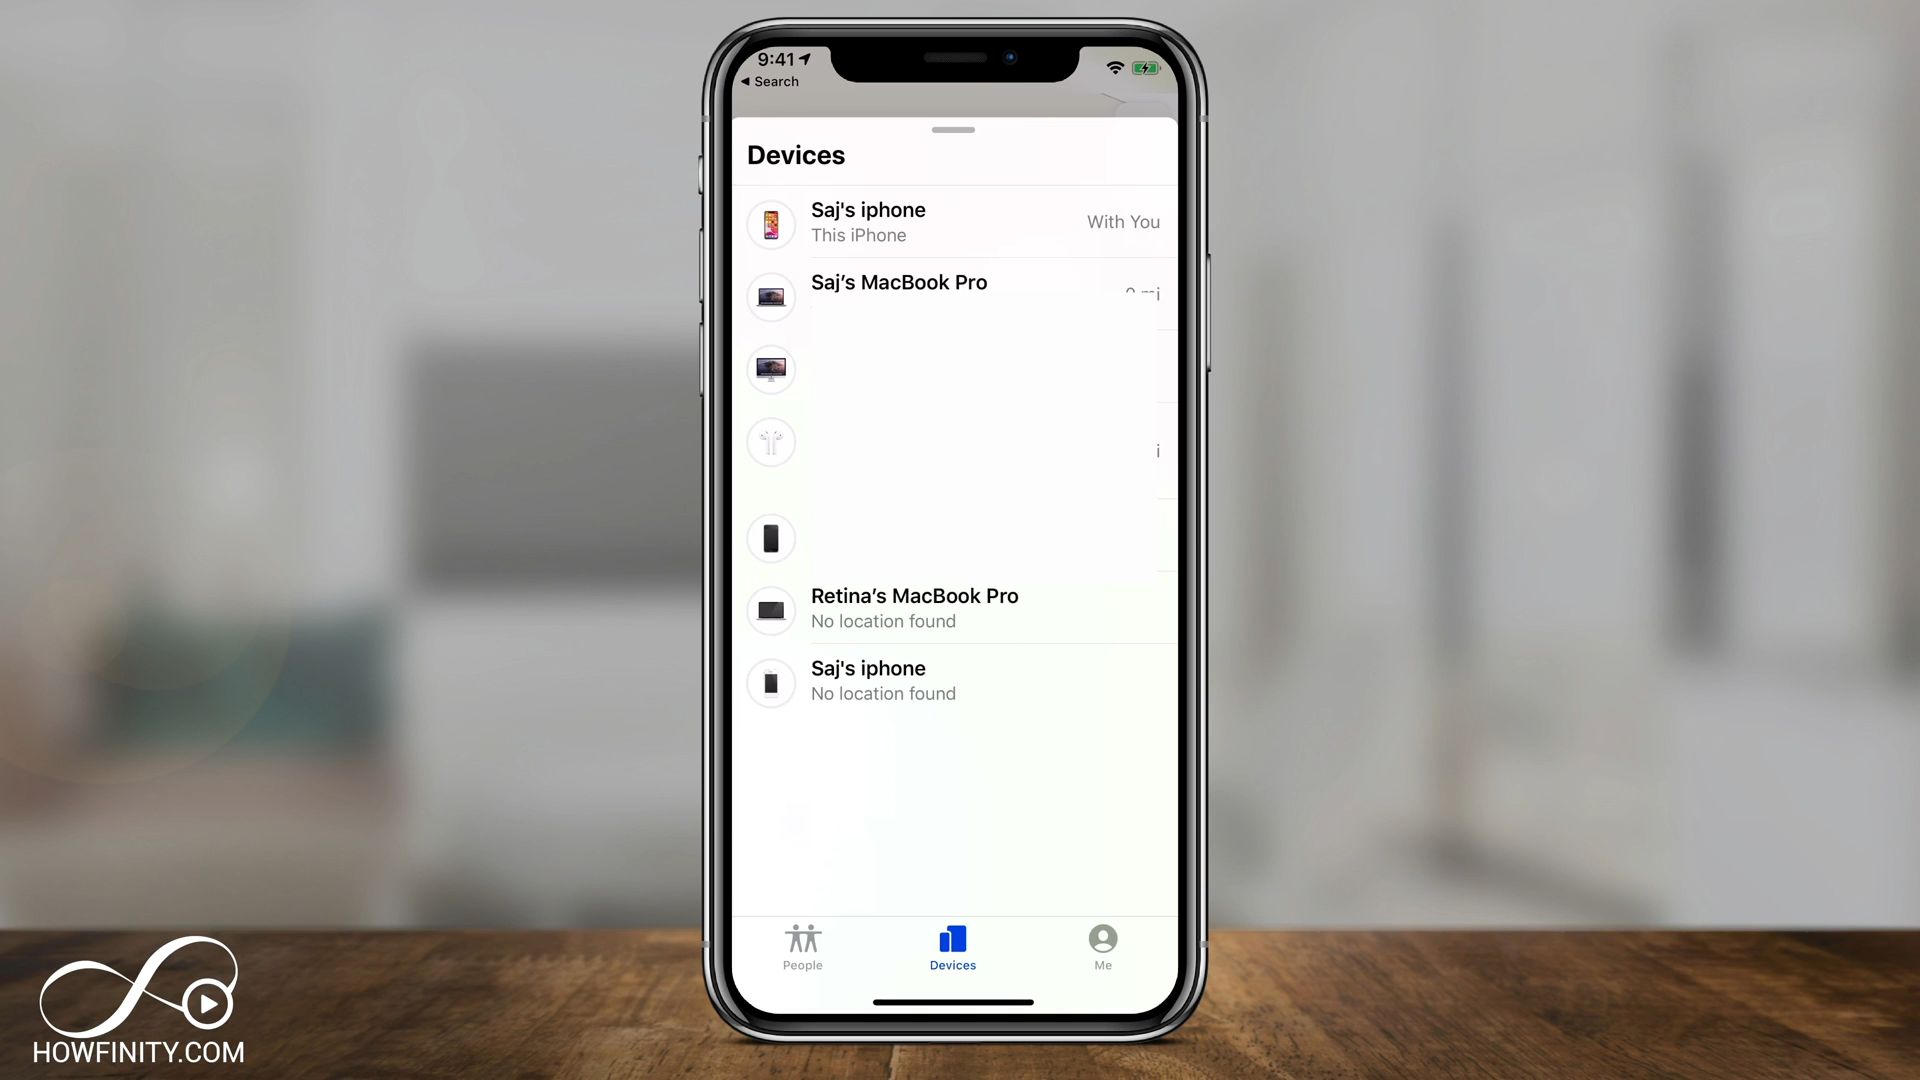 9:41
Search
Devices
Saj's iphone
This iPhone
With You
Saj’s MacBook Pro
Retina’s MacBook Pro
No location found
Saj's iphone
No location found
People
Devices
Me
HOWFINITY.COM